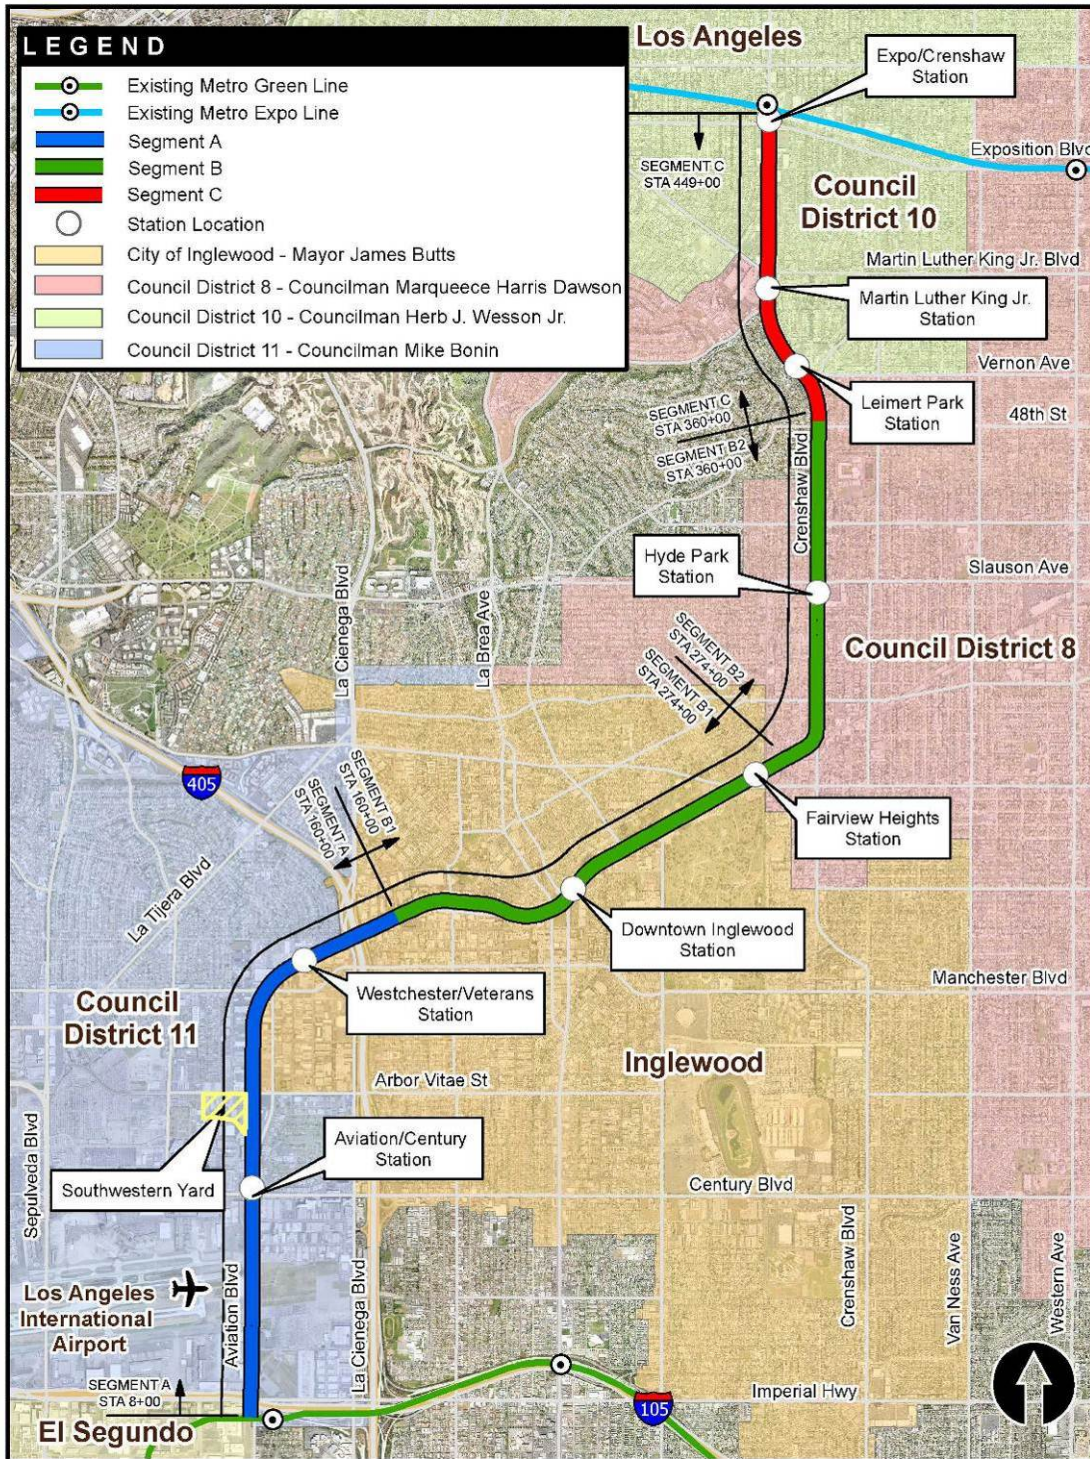 LEGEND
Existing Metro Green Line
Existing Metro Expo Line
Segment A
Segment B
Segment C
Station Location
City of Inglewood - Mayor James Butts
Council District 8 - Councilman Marqueece Harris Dawson
Council District 10 - Councilman Herb J. Wesson Jr.
Council District 11 - Councilman Mike Bonin
Los Angeles
Expo/Crenshaw
Station
Exposition Blvd
SEGMENT C
STA 449+00
Council
District 10
Martin Luther King Jr. Blvd
Martin Luther King Jr.
Station
Vernon Ave
Leimert Park
Station
48th St
SEGMENT C
STA 360+00
SEGMENT B2
STA 360+00
Crenshaw Blvd
Hyde Park
Station
Slauson Ave
La Cienega Blvd
La Brea Ave
Council District 8
SEGMENT B2
STA 274+00
SEGMENT B1
STA 274+00
405
SEGMENT B1
STA 160+00
SEGMENT A
STA 160+00
Fairview Heights
Station
La Tijera Blvd
Downtown Inglewood
Station
Manchester Blvd
Westchester/Veterans
Station
Council
District 11
Inglewood
Arbor Vitae St
Aviation/Century
Station
Southwestern Yard
Century Blvd
Sepulveda Blvd
Los Angeles
International
Airport
Aviation Blvd
La Cienega Blvd
Crenshaw Blvd
Van Ness Ave
Western Ave
SEGMENT A
STA 8+00
Imperial Hwy
105
El Segundo